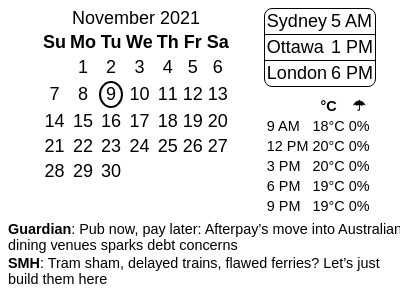 November 2021
Su Mo Tu We Th Fr Sa
1 2 3 4 5 6
7 8 9 10 11 12 13
14 15 16 17 18 19 20
21 22 23 24 25 26 27
28 29 30
Sydney 5 AM
Ottawa 1 PM
London 6 PM
°C ☂
9 AM 18°C 0%
12 PM 20°C 0%
3 PM 20°C 0%
6 PM 19°C 0%
9 PM 19°C 0%
Guardian: Pub now, pay later: Afterpay’s move into Australian
dining venues sparks debt concerns
SMH: Tram sham, delayed trains, flawed ferries? Let’s just
build them here